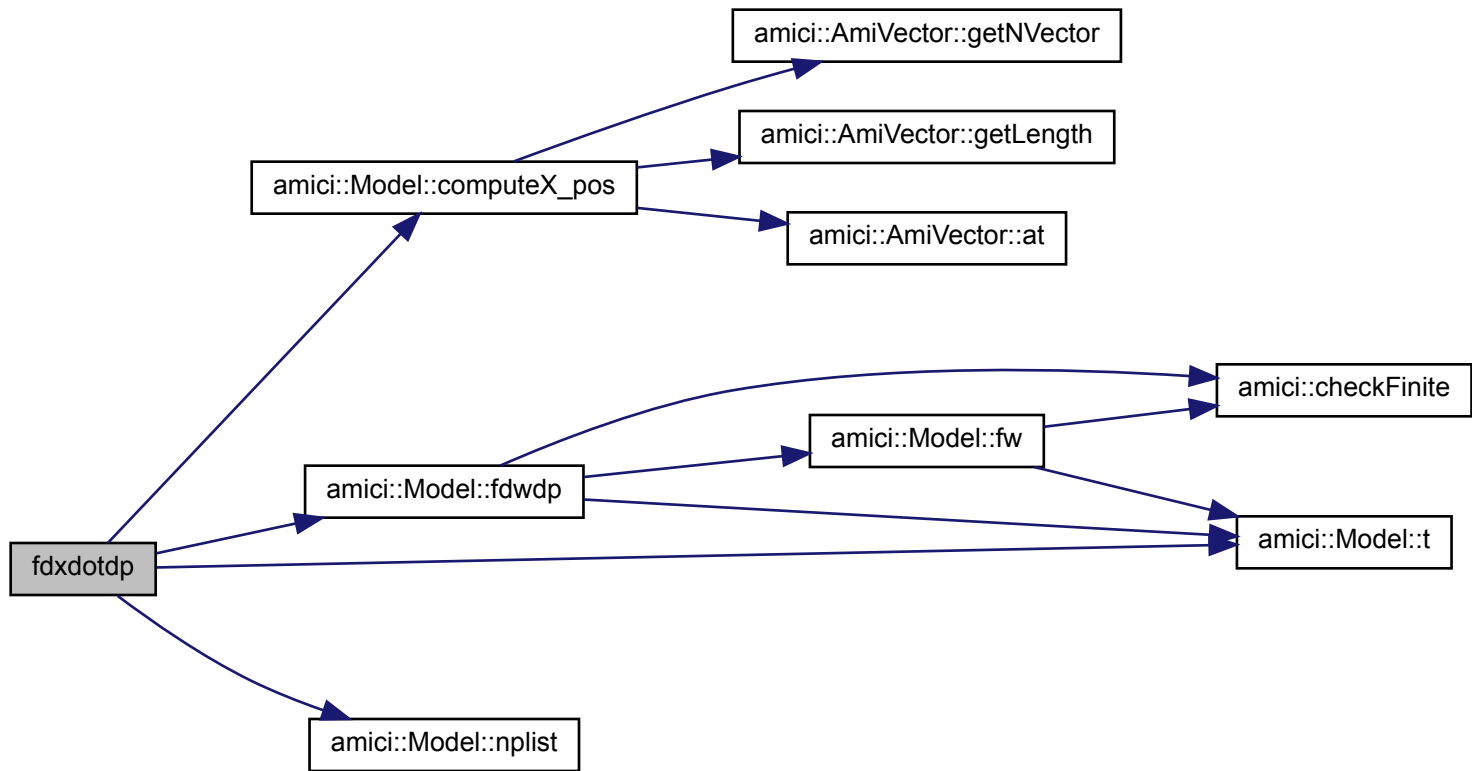 amici::AmiVector::getNVector
amici::AmiVector::getLength
amici::Model::computeX_pos
amici::AmiVector::at
amici::checkFinite
amici::Model::fw
amici::Model::fdwdp
amici::Model::t
fdxdotdp
amici::Model::nplist